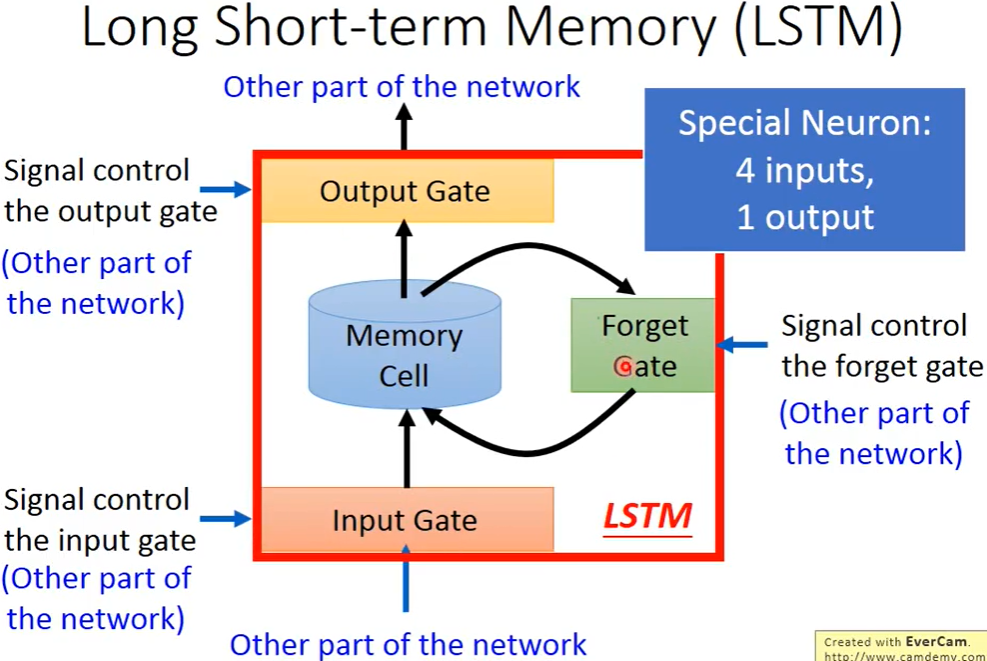 Long Short-term Memory (LSTM)
Other part of the network
Special Neuron:
4 inputs,
1 output
Signal control
the output gate
(Other part of
the network)
Output Gate
Memory
Cell
Forget
Gate
Signal control
the forget gate
(Other part of
the network)
Signal control
the input gate
(Other part of
the network)
Input Gate
LSTM
Other part of the network
Created with EverCam.
http://www.camdemy.com